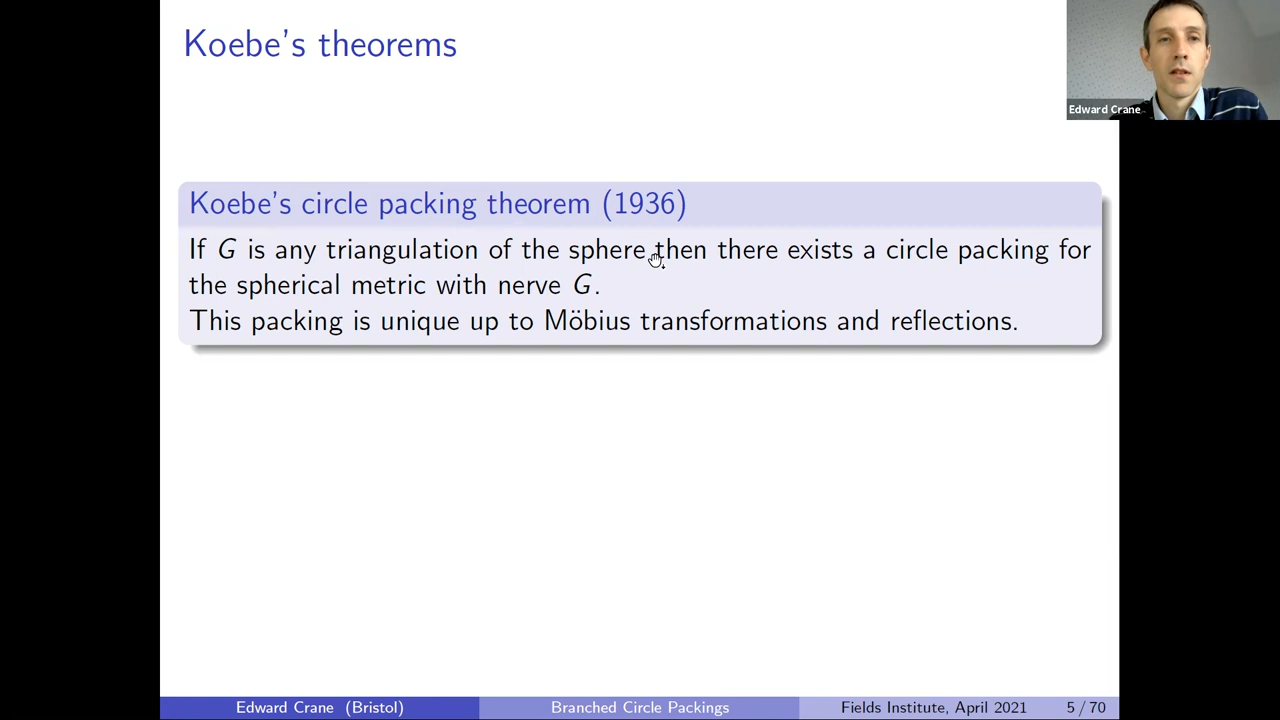 Koebe's theorems
Edward Crane
Koebe's circle packing theorem (1936)
If G is any triangulation of the sphere then there exists a circle packing for
the spherical metric with nerve G.
This packing is unique up to Möbius transformations and reflections.
Edward Crane (Bristol) Branched Circle Packings Fields Institute, April 2021 5 / 70